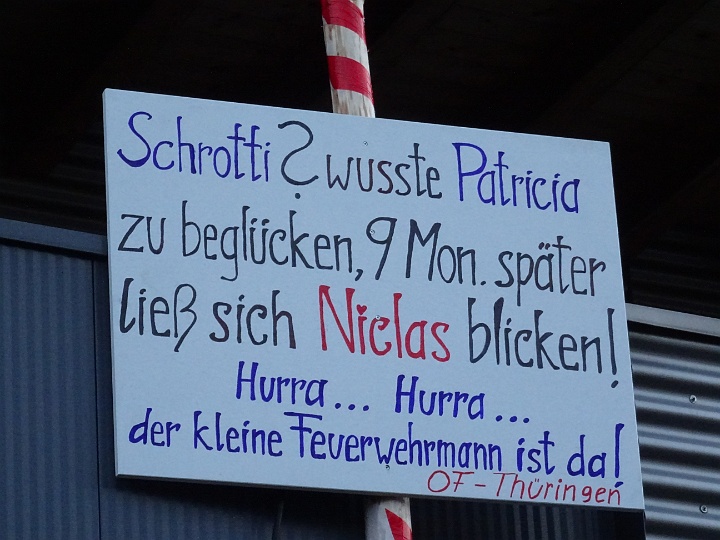 Schrotti ? wusste Patricia
zu beglücken, 9 Mon. später
ließ sich Niclas blicken!
Hurra... Hurra...
der kleine Feuerwehrmann ist da!
OF-Thüringen